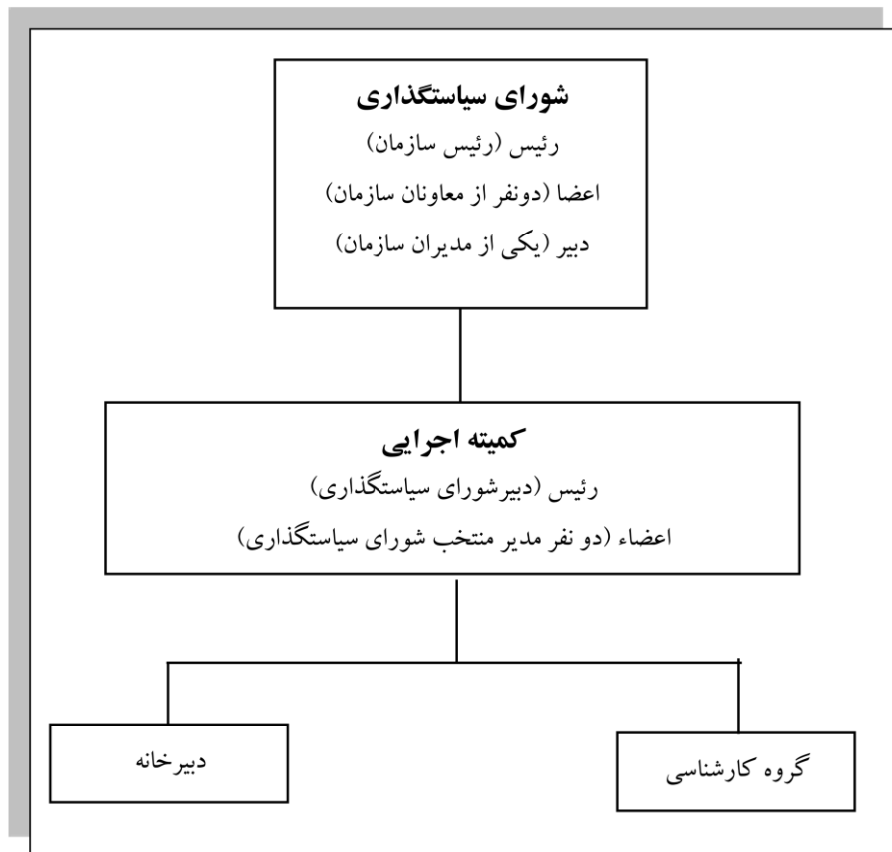 شورای سیاستگذاری
رئیس (رئیس سازمان)
اعضا (دونفر از معاونان سازمان)
دبیر (یکی از مدیران سازمان)
کمیته اجرایی
رئیس (دبیرشورای سیاستگذاری)
اعضاء (دو نفر مدیر منتخب شورای سیاستگذاری)
گروه کارشناسی
دبیرخانه